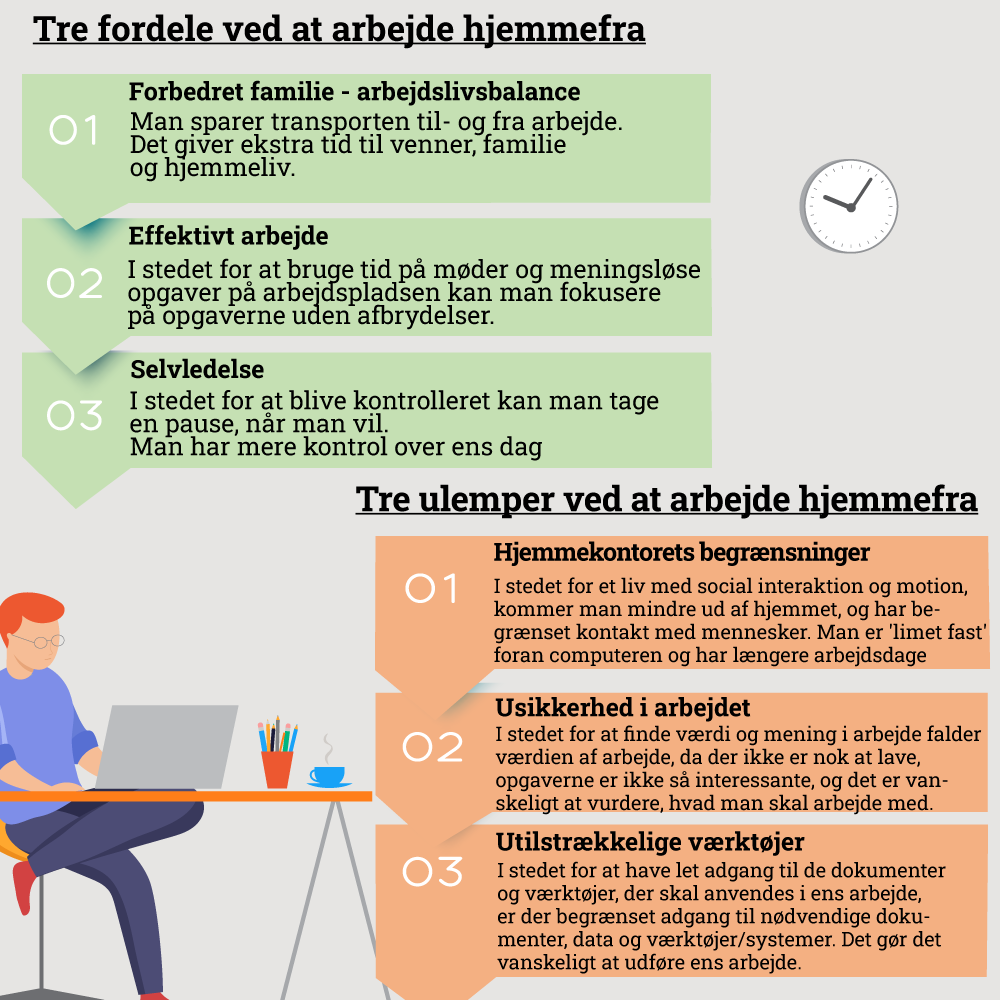 Tre fordele ved at arbejde hjemmefra
01
Forbedret familie - arbejdslivsbalance
Man sparer transporten til- og fra arbejde.
Det giver ekstra tid til venner, familie
og hjemmeliv.
02
Effektivt arbejde
I stedet for at bruge tid på møder og meningsløse
opgaver på arbejdspladsen kan man fokusere
på opgaverne uden afbrydelser.
03
Selvledelse
I stedet for at blive kontrolleret kan man tage
en pause, når man vil.
Man har mere kontrol over ens dag
Tre ulemper ved at arbejde hjemmefra
01
Hjemmekontorets begrænsninger
I stedet for et liv med social interaktion og motion,
kommer man mindre ud af hjemmet, og har be-
grænset kontakt med mennesker. Man er 'limet fast'
foran computeren og har længere arbejdsdage
02
Usikkerhed i arbejdet
I stedet for at finde værdi og mening i arbejde falder
værdien af arbejde, da der ikke er nok at lave,
opgaverne er ikke så interessante, og det er van-
skeligt at vurdere, hvad man skal arbejde med.
03
Utilstrækkelige værktøjer
I stedet for at have let adgang til de dokumenter
og værktøjer, der skal anvendes i ens arbejde,
er der begrænset adgang til nødvendige doku-
menter, data og værktøjer/systemer. Det gør det
vanskeligt at udføre ens arbejde.